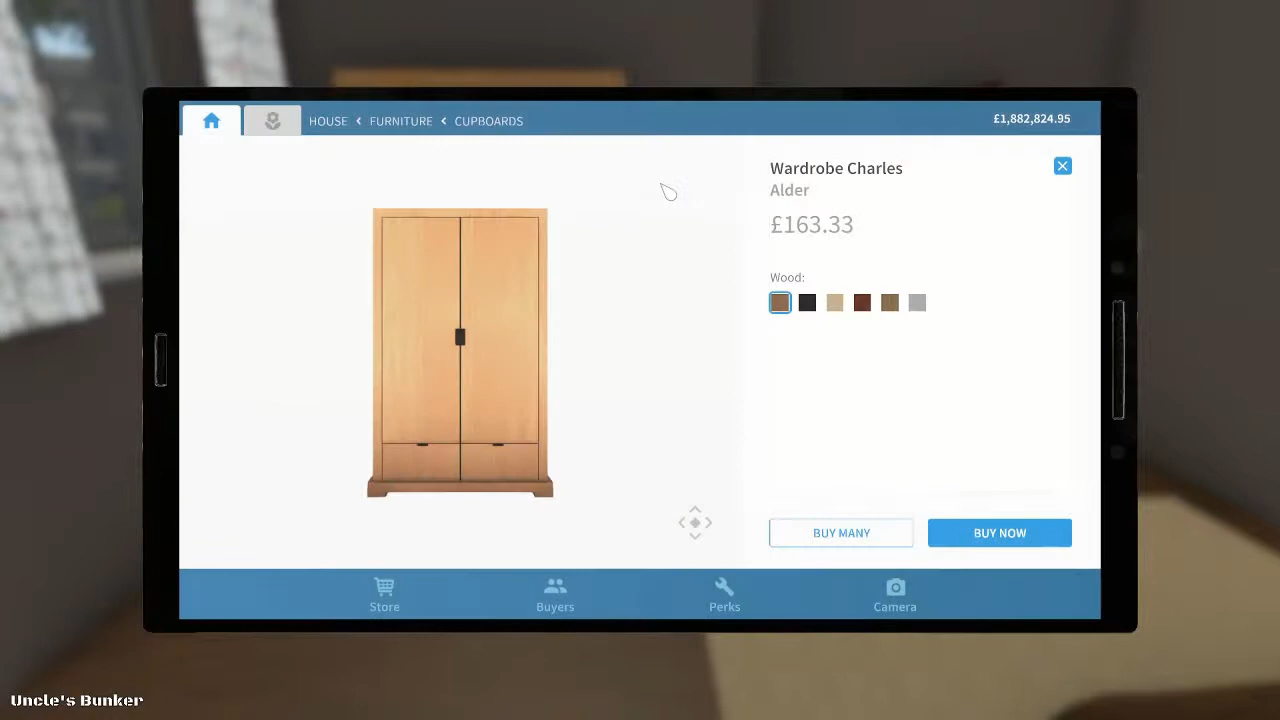 HOUSE FURNITURE CUPBOARDS
£1,882,824.95
Wardrobe Charles
Alder
£163.33
Wood:
BUY MANY BUY NOW
Store Buyers Perks Camera
Uncle's Bunker